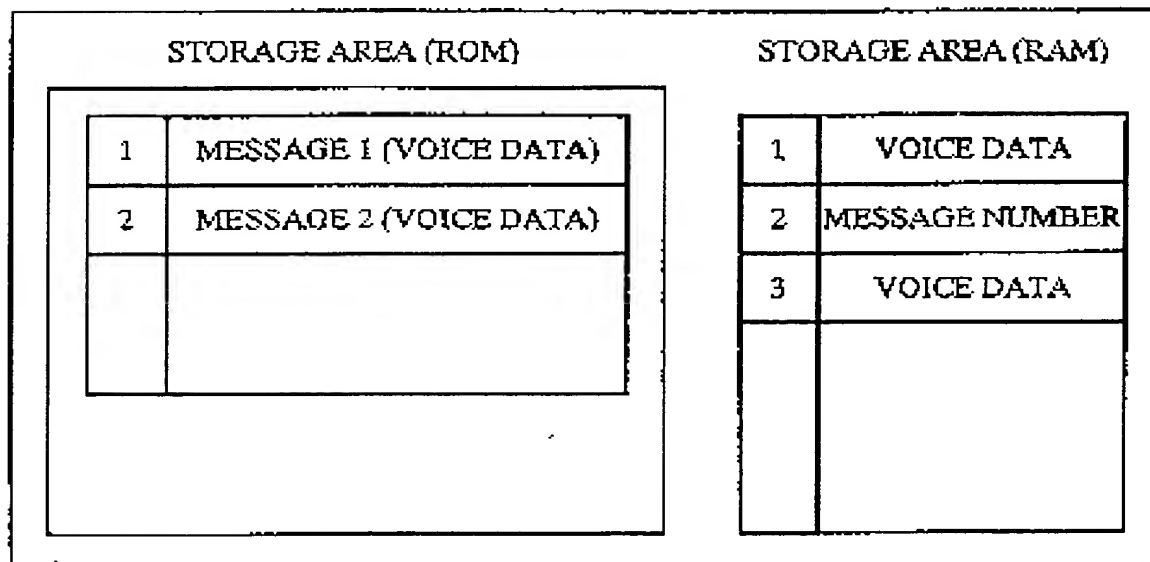 STORAGE AREA (ROM)
1 MESSAGE 1 (VOICE DATA)
2 MESSAGE 2 (VOICE DATA)
STORAGE AREA (RAM)
1 VOICE DATA
2 MESSAGE NUMBER
3 VOICE DATA